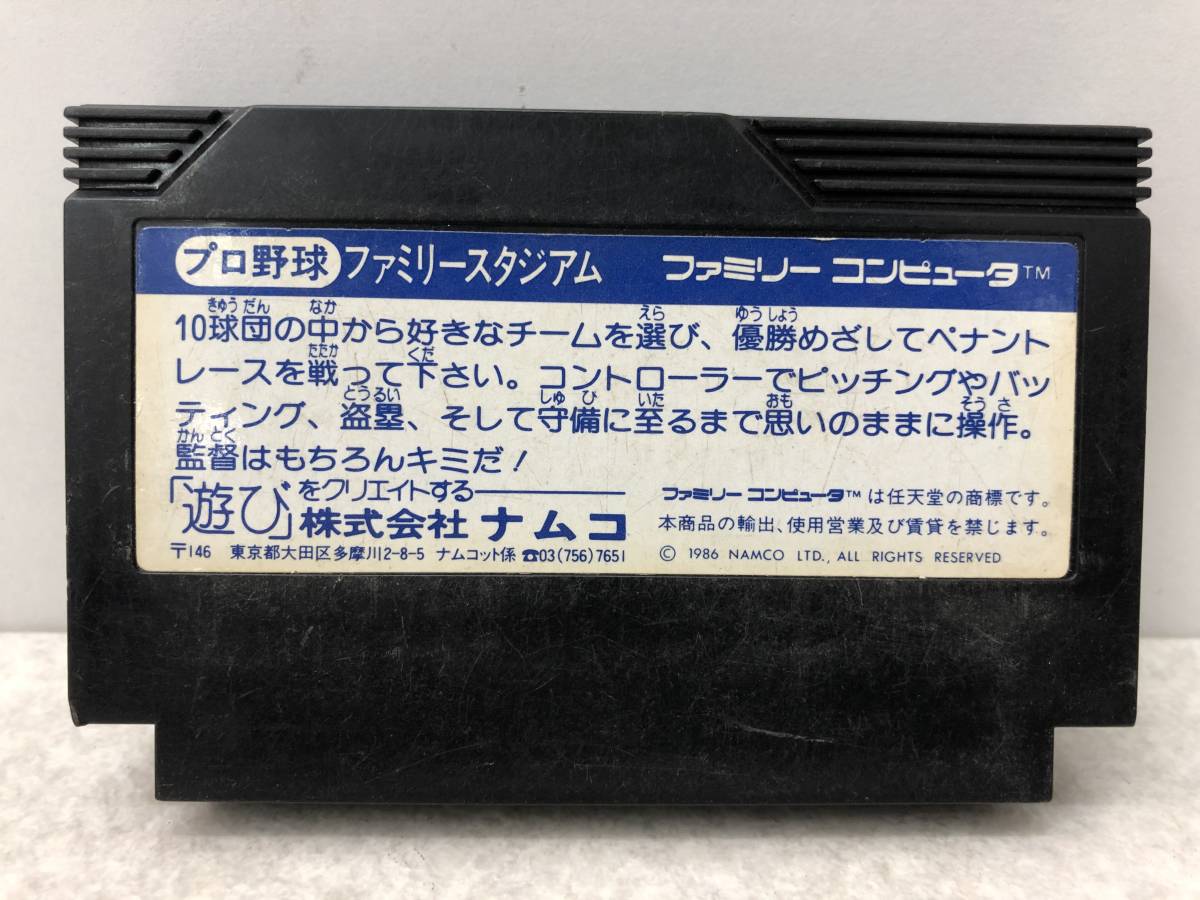 プロ野球 ファミリースタジアム ファミリー コンピュータ™
きゅうだん なか えら ゆうしょう
10球団の中から好きなチームを選び、優勝めざしてペナント
たたか くだ
レースを戦って下さい。コントローラーでピッチングやバッ
とうるい しゅび いた おも そうさ
ティング、盗塁、そして守備に至るまで思いのままに操作。
かんとく
監督はもちろんキミだ!
「遊び」をクリエイトする
株式会社 ナムコ
〒146 東京都大田区多摩川2-8-5 ナムコット係 ☎03(756)7651
ファミリー コンピュータ™ は任天堂の商標です。
本商品の輸出、使用営業及び賃貸を禁じます。
© 1986 NAMCO LTD., ALL RIGHTS RESERVED